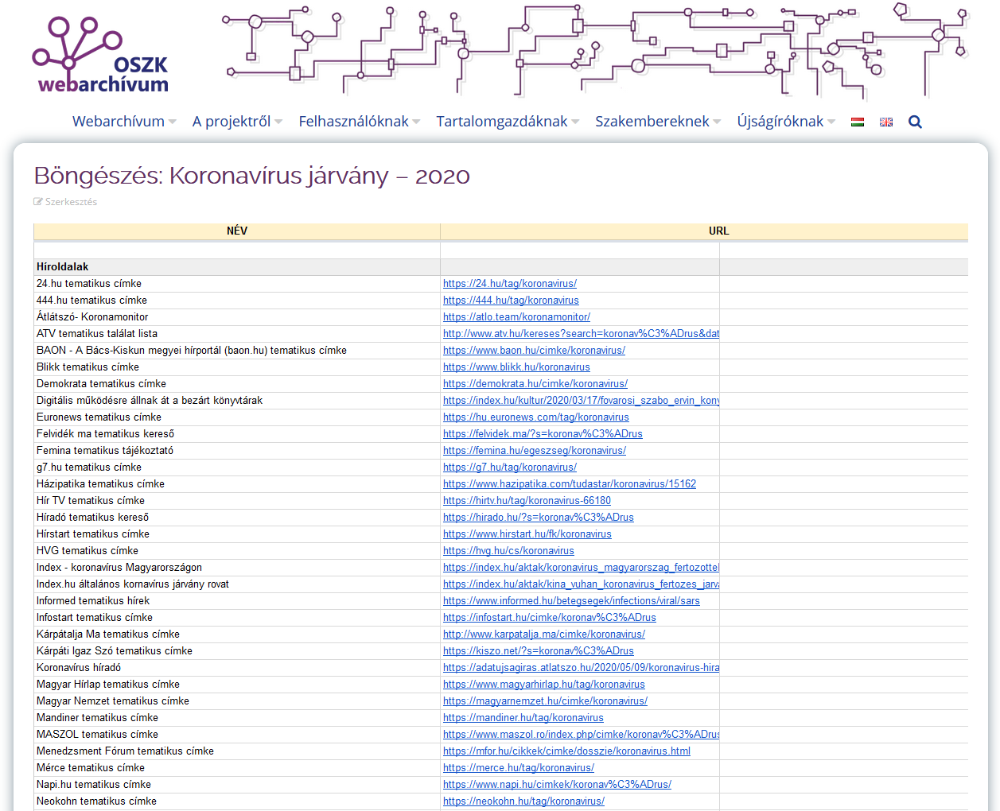 OSZK
webarchívum
Webarchívum A projektről Felhasználóknak Tartalomgazdáknak Szakembereknek Újságíróknak
Böngészés: Koronavírus járvány – 2020
Szerkesztés
NÉV URL
Híroldalak
24.hu tematikus címke https://24.hu/tag/koronavirus/
444.hu tematikus címke https://444.hu/tag/koronavirus
Átlátszó- Koronamonitor https://atlo.team/koronamonitor/
ATV tematikus találat lista http://www.atv.hu/kereses?search=koronav%C3%ADrus&dat
BAON - A Bács-Kiskun megyei hírportál (baon.hu) tematikus címke https://www.baon.hu/cimke/koronavirus/
Blikk tematikus címke https://www.blikk.hu/koronavirus
Demokrata tematikus címke https://demokrata.hu/cimke/koronavirus/
Digitális működésre állnak át a bezárt könyvtárak https://index.hu/kultur/2020/03/17/fovarosi_szabo_ervin_kony
Euronews tematikus címke https://hu.euronews.com/tag/koronavirus
Felvidék ma tematikus kereső https://felvidek.ma/?s=koronav%C3%ADrus
Femina tematikus tájékoztató https://femina.hu/egeszseg/koronavirus/
g7.hu tematikus címke https://g7.hu/tag/koronavirus/
Házipatika tematikus címke https://www.hazipatika.com/tudastar/koronavirus/15162
Hír TV tematikus címke https://hirtv.hu/tag/koronavirus-66180
Híradó tematikus kereső https://hirado.hu/?s=koronav%C3%ADrus
Hírstart tematikus címke https://www.hirstart.hu/fk/koronavirus
HVG tematikus címke https://hvg.hu/cs/koronavirus
Index - koronavírus Magyarországon https://index.hu/aktak/koronavirus_magyarorszag_fertozottel
Index.hu általános kornavírus járvány rovat https://index.hu/aktak/kina_vuhan_koronavirus_fertozes_jarva
Informed tematikus hírek https://www.informed.hu/betegsegek/infections/viral/sars
Infostart tematikus címke https://infostart.hu/cimke/koronav%C3%ADrus
Kárpátalja Ma tematikus címke http://www.karpatalja.ma/cimke/koronavirus/
Kárpáti Igaz Szó tematikus címke https://kiszo.net/?s=koronav%C3%ADrus
Koronavírus híradó https://adatujsagiras.atlatszo.hu/2020/05/09/koronavirus-hira
Magyar Hírlap tematikus címke https://www.magyarhirlap.hu/tag/koronavirus
Magyar Nemzet tematikus címke https://magyarnemzet.hu/cimke/koronavirus/
Mandiner tematikus címke https://mandiner.hu/tag/koronavirus
MASZOL tematikus címke https://www.maszol.ro/index.php/cimke/koronav%C3%ADrus
Menedzsment Fórum tematikus címke https://mfor.hu/cikkek/cimke/dosszie/koronavirus.html
Mérce tematikus címke https://merce.hu/tag/koronavirus/
Napi.hu tematikus címke https://www.napi.hu/cimkek/koronav%C3%ADrus/
Neokohn tematikus címke https://neokohn.hu/tag/koronavirus/